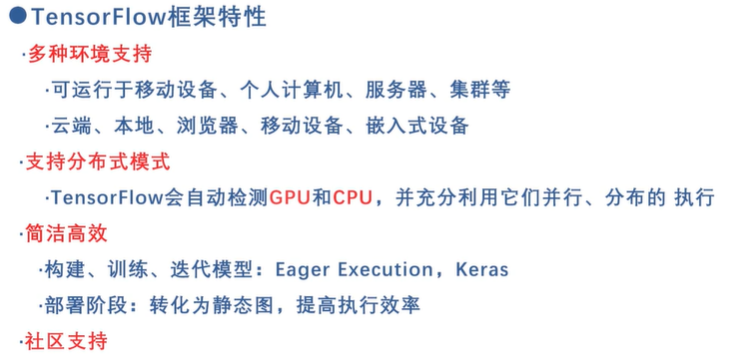 ●TensorFlow框架特性
·多种环境支持
·可运行于移动设备、个人计算机、服务器、集群等
·云端、本地、浏览器、移动设备、嵌入式设备
·支持分布式模式
·TensorFlow会自动检测GPU和CPU，并充分利用它们并行、分布的 执行
·简洁高效
·构建、训练、迭代模型：Eager Execution，Keras
·部署阶段：转化为静态图，提高执行效率
·社区支持